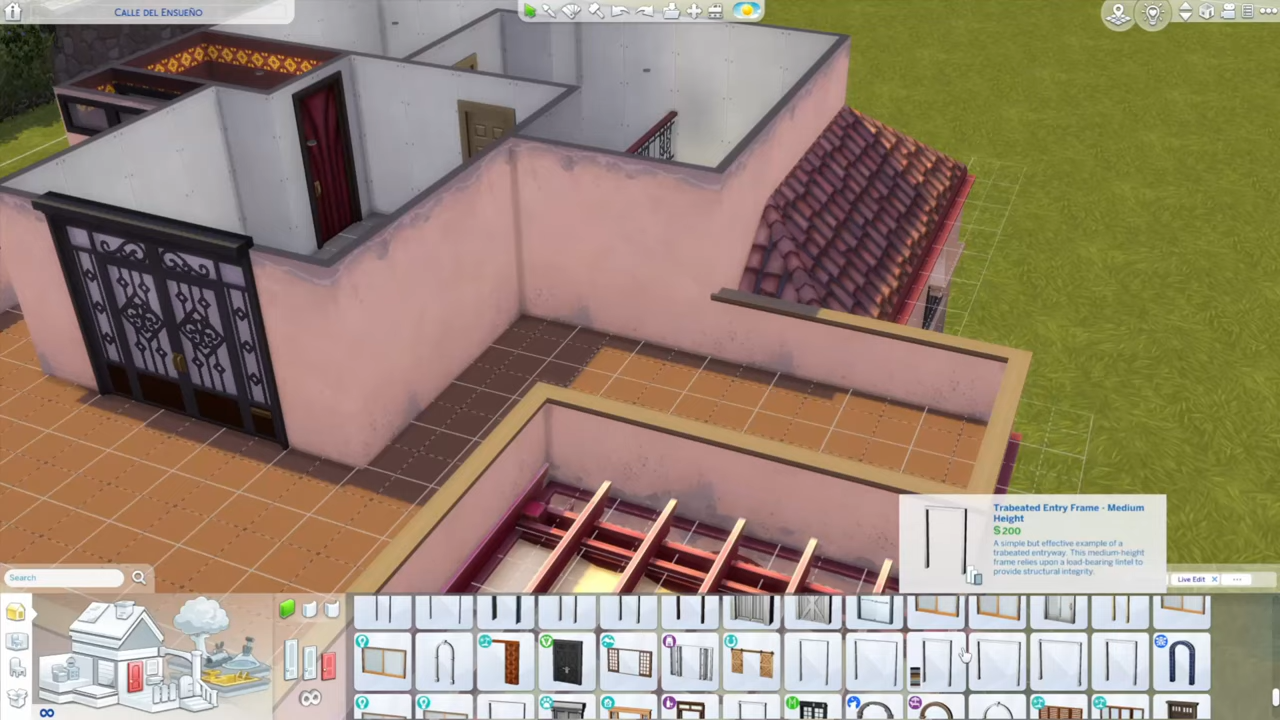 CALLE DEL ENSUEÑO
Trabeated Entry Frame - Medium
Height
§200
A simple but effective example of a
trabeated entryway. This medium-height
frame relies upon a load-bearing lintel to
provide structural integrity.
Search
Live Edit